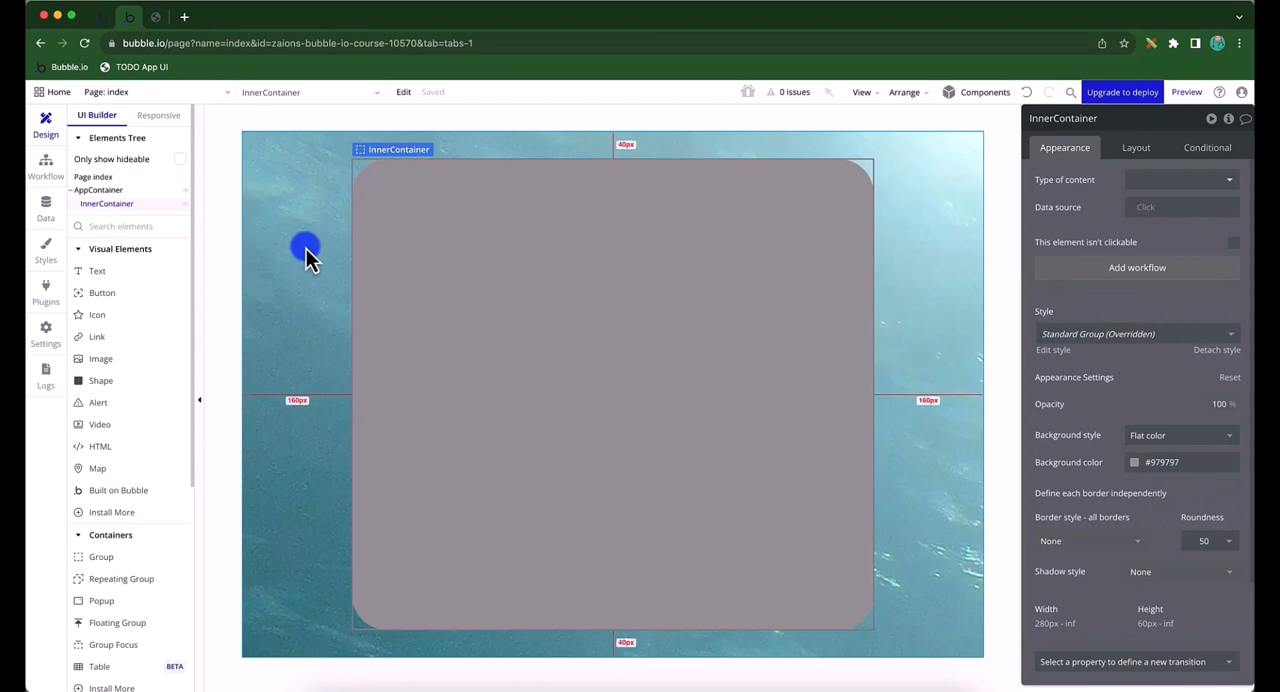 bubble.io/page?name=index&id=zaions-bubble-io-course-10570&tab=tabs-1
Bubble.io TODO App UI
Home Page: index InnerContainer Edit Saved 0 issues View Arrange Components Upgrade to deploy Preview
Design
Workflow
Data
Styles
Plugins
Settings
Logs
UI Builder Responsive
Elements Tree
Only show hideable
Page index
AppContainer
InnerContainer
Search elements
Visual Elements
Text
Button
Icon
Link
Image
Shape
Alert
Video
HTML
Map
Built on Bubble
Install More
Containers
Group
Repeating Group
Popup
Floating Group
Group Focus
Table BETA
Install More
InnerContainer
40px
160px
160px
40px
InnerContainer
Appearance Layout Conditional
Type of content
Data source Click
This element isn't clickable
Add workflow
Style
Standard Group (Overridden)
Edit style Detach style
Appearance Settings Reset
Opacity 100 %
Background style Flat color
Background color #979797
Define each border independently
Border style - all borders Roundness
None 50
Shadow style None
Width Height
280px - inf 60px - inf
Select a property to define a new transition